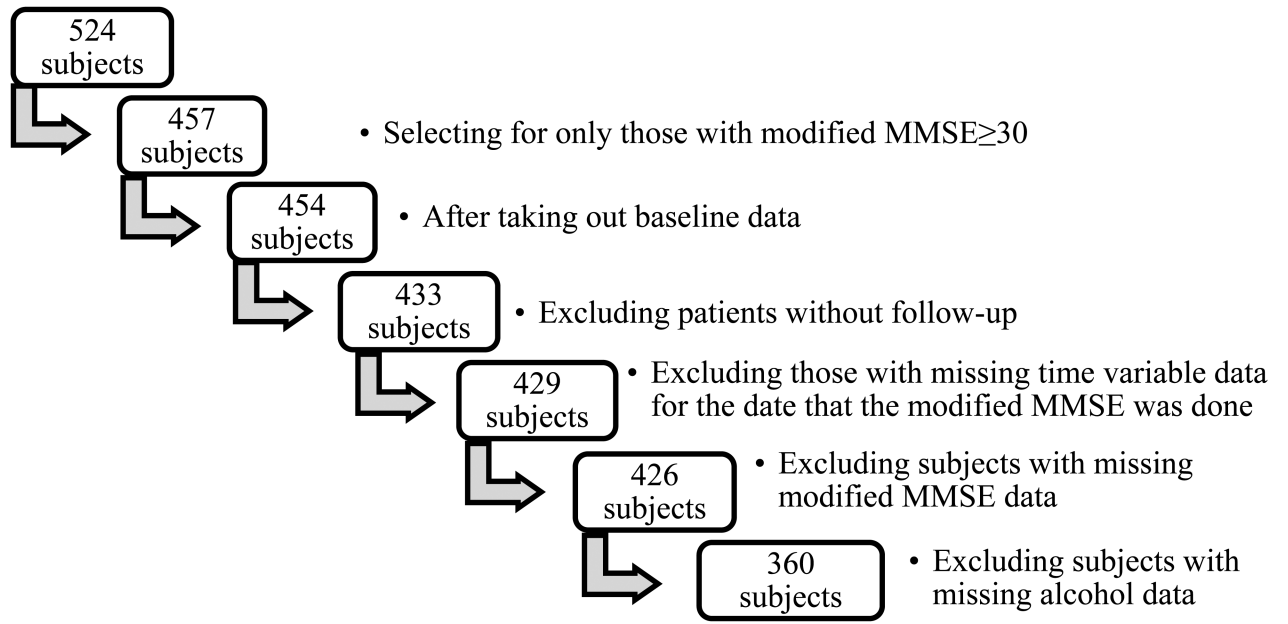 524
subjects
457
subjects
• Selecting for only those with modified MMSE≥30
454
subjects
• After taking out baseline data
433
subjects
• Excluding patients without follow-up
429
subjects
• Excluding those with missing time variable data
for the date that the modified MMSE was done
426
subjects
• Excluding subjects with missing
modified MMSE data
360
subjects
• Excluding subjects with
missing alcohol data